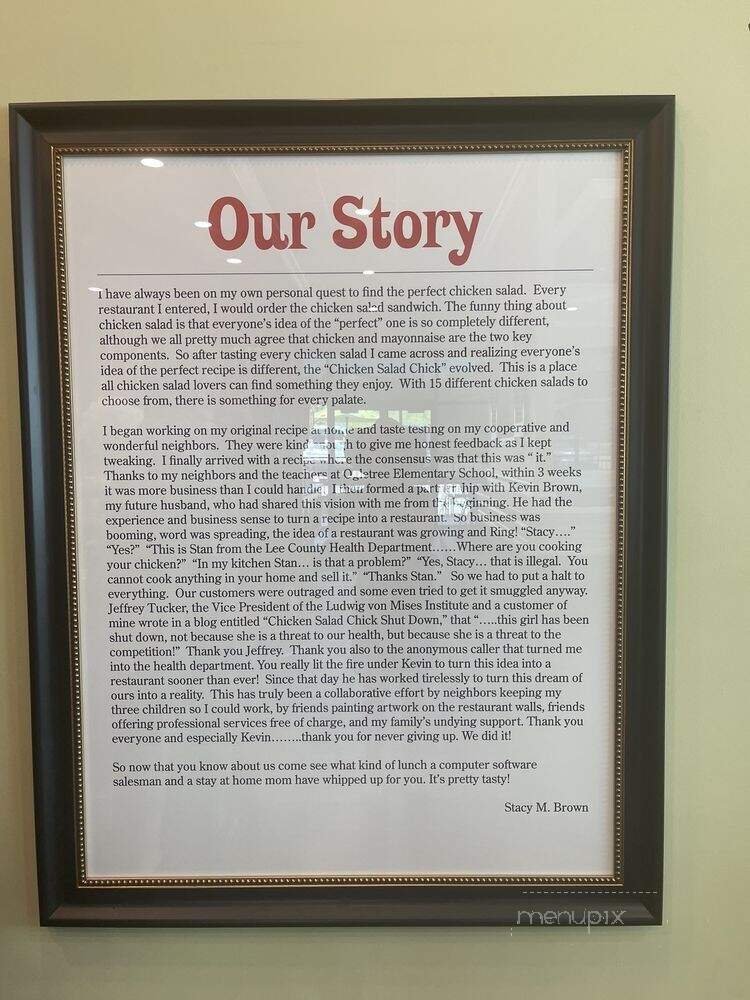 Our Story
I have always been on my own personal quest to find the perfect chicken salad. Every
restaurant I entered, I would order the chicken salad sandwich. The funny thing about
chicken salad is that everyone's idea of the "perfect" one is so completely different,
although we all pretty much agree that chicken and mayonnaise are the two key
components. So after tasting every chicken salad I came across and realizing everyone's
idea of the perfect recipe is different, the "Chicken Salad Chick" evolved. This is a place
all chicken salad lovers can find something they enjoy. With 15 different chicken salads to
choose from, there is something for every palate.
I began working on my original recipe at home and taste testing on my cooperative and
wonderful neighbors. They were kind enough to give me honest feedback as I kept
tweaking. I finally arrived with a recipe where the consensus was that this was " it."
Thanks to my neighbors and the teachers at Ogletree Elementary School, within 3 weeks
it was more business than I could handle. I then formed a partnership with Kevin Brown,
my future husband, who had shared this vision with me from the beginning. He had the
experience and business sense to turn a recipe into a restaurant. So business was
booming, word was spreading, the idea of a restaurant was growing and Ring! "Stacy...."
"Yes?" "This is Stan from the Lee County Health Department......Where are you cooking
your chicken?" "In my kitchen Stan... is that a problem?" "Yes, Stacy... that is illegal. You
cannot cook anything in your home and sell it." "Thanks Stan." So we had to put a halt to
everything. Our customers were outraged and some even tried to get it smuggled anyway.
Jeffrey Tucker, the Vice President of the Ludwig von Mises Institute and a customer of
mine wrote in a blog entitled "Chicken Salad Chick Shut Down," that ".....this girl has been
shut down, not because she is a threat to our health, but because she is a threat to the
competition!" Thank you Jeffrey. Thank you also to the anonymous caller that turned me
into the health department. You really lit the fire under Kevin to turn this idea into a
restaurant sooner than ever! Since that day he has worked tirelessly to turn this dream of
ours into a reality. This has truly been a collaborative effort by neighbors keeping my
three children so I could work, by friends painting artwork on the restaurant walls, friends
offering professional services free of charge, and my family's undying support. Thank you
everyone and especially Kevin........thank you for never giving up. We did it!
So now that you know about us come see what kind of lunch a computer software
salesman and a stay at home mom have whipped up for you. It's pretty tasty!
Stacy M. Brown
menupix